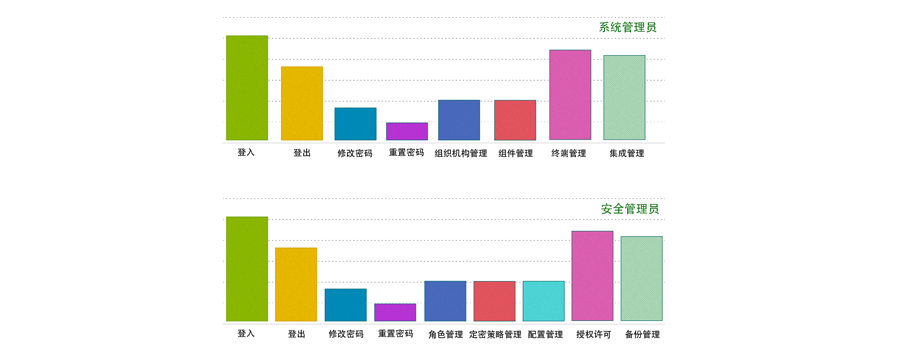 系统管理员
登入 登出 修改密码 重置密码 组织机构管理 组件管理 终端管理 集成管理
安全管理员
登入 登出 修改密码 重置密码 角色管理 定密策略管理 配置管理 授权许可 备份管理